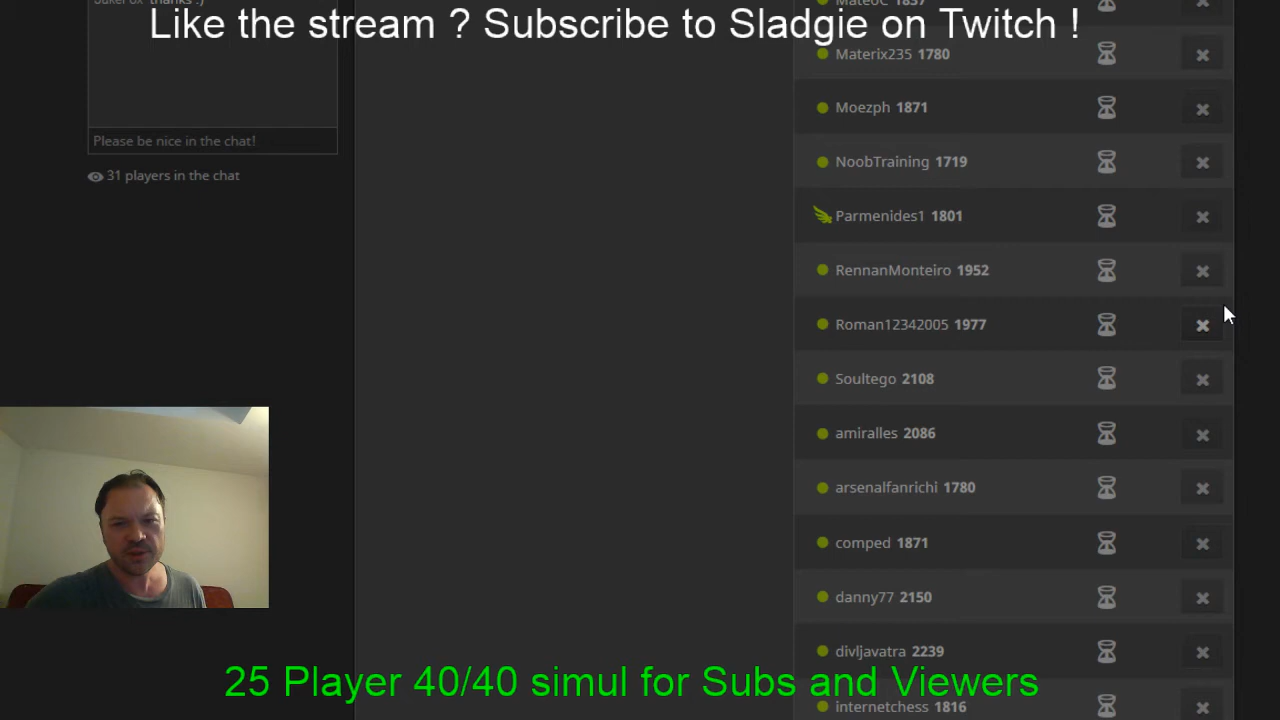 Like the stream ? Subscribe to Sladgie on Twitch !
Please be nice in the chat!
31 players in the chat
MateoC 1837
Materix235 1780
Moezph 1871
NoobTraining 1719
Parmenides1 1801
RennanMonteiro 1952
Roman12342005 1977
Soultego 2108
amiralles 2086
arsenalfanrichi 1780
comped 1871
danny77 2150
divljavatra 2239
internetchess 1816
25 Player 40/40 simul for Subs and Viewers